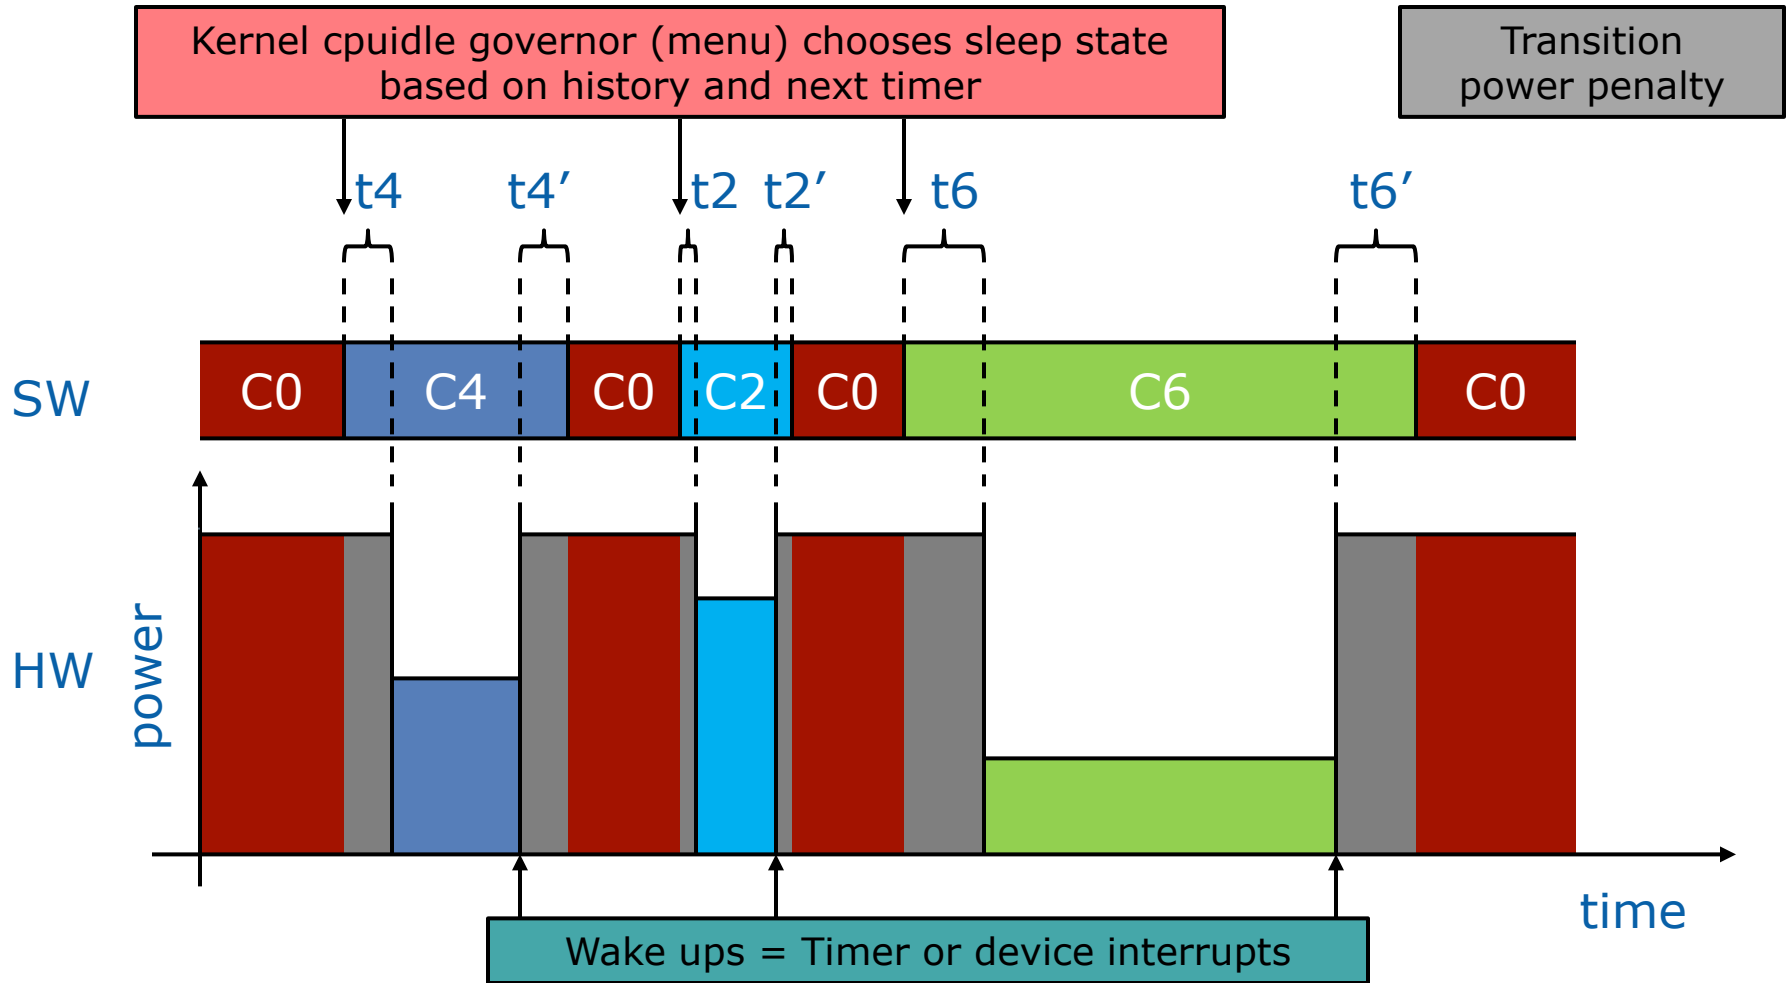 Kernel cpuidle governor (menu) chooses sleep state
based on history and next timer
Transition
power penalty
t4 t4’ t2 t2’ t6 t6’
SW
C0 C4 C0 C2 C0 C6 C0
HW
power
time
Wake ups = Timer or device interrupts